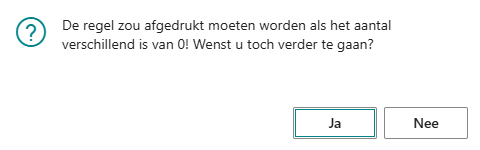 De regel zou afgedrukt moeten worden als het aantal
verschillend is van 0! Wenst u toch verder te gaan?
Ja
Nee